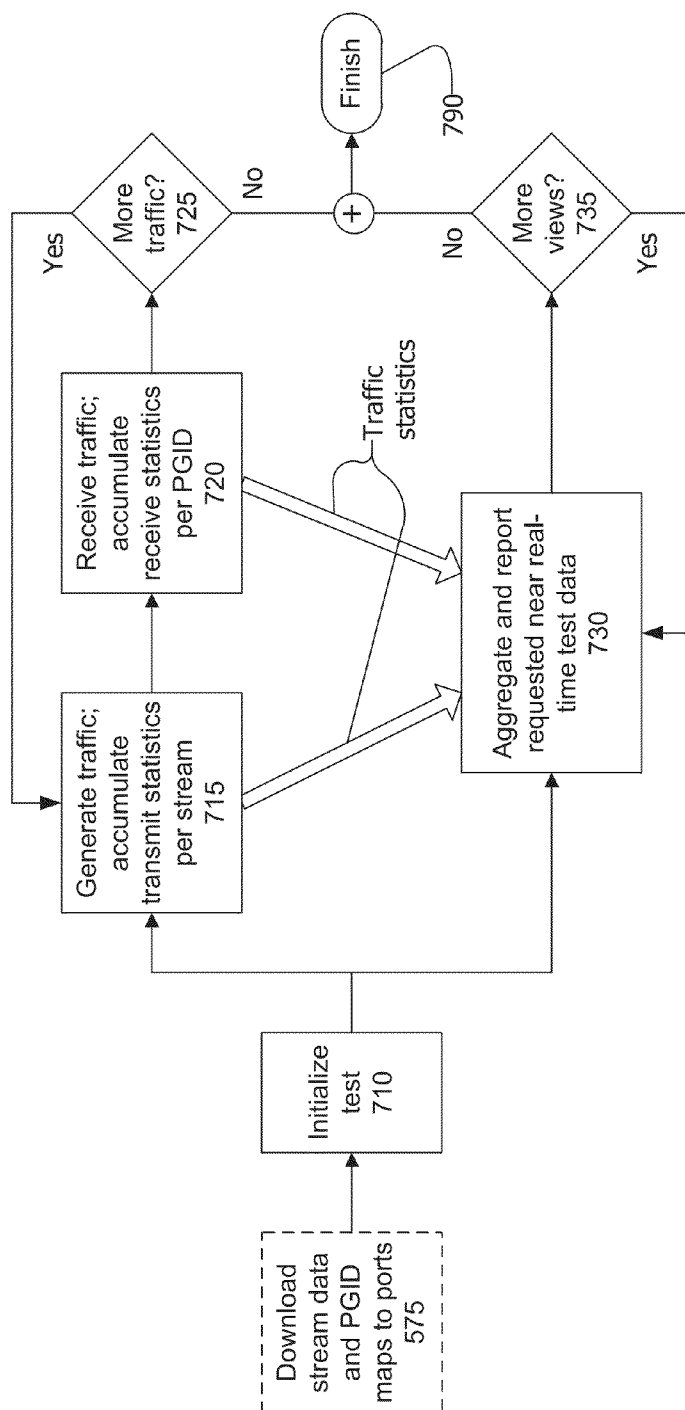 Download
stream data
and PGID
maps to ports
575
Initialize
test
710
Generate traffic;
accumulate
transmit statistics
per stream
715
Receive traffic;
accumulate
receive statistics
per PGID
720
More
traffic?
725
Yes
No
Traffic
statistics
Aggregate and report
requested near real-
time test data
730
More
views?
735
No
Yes
+
Finish
790